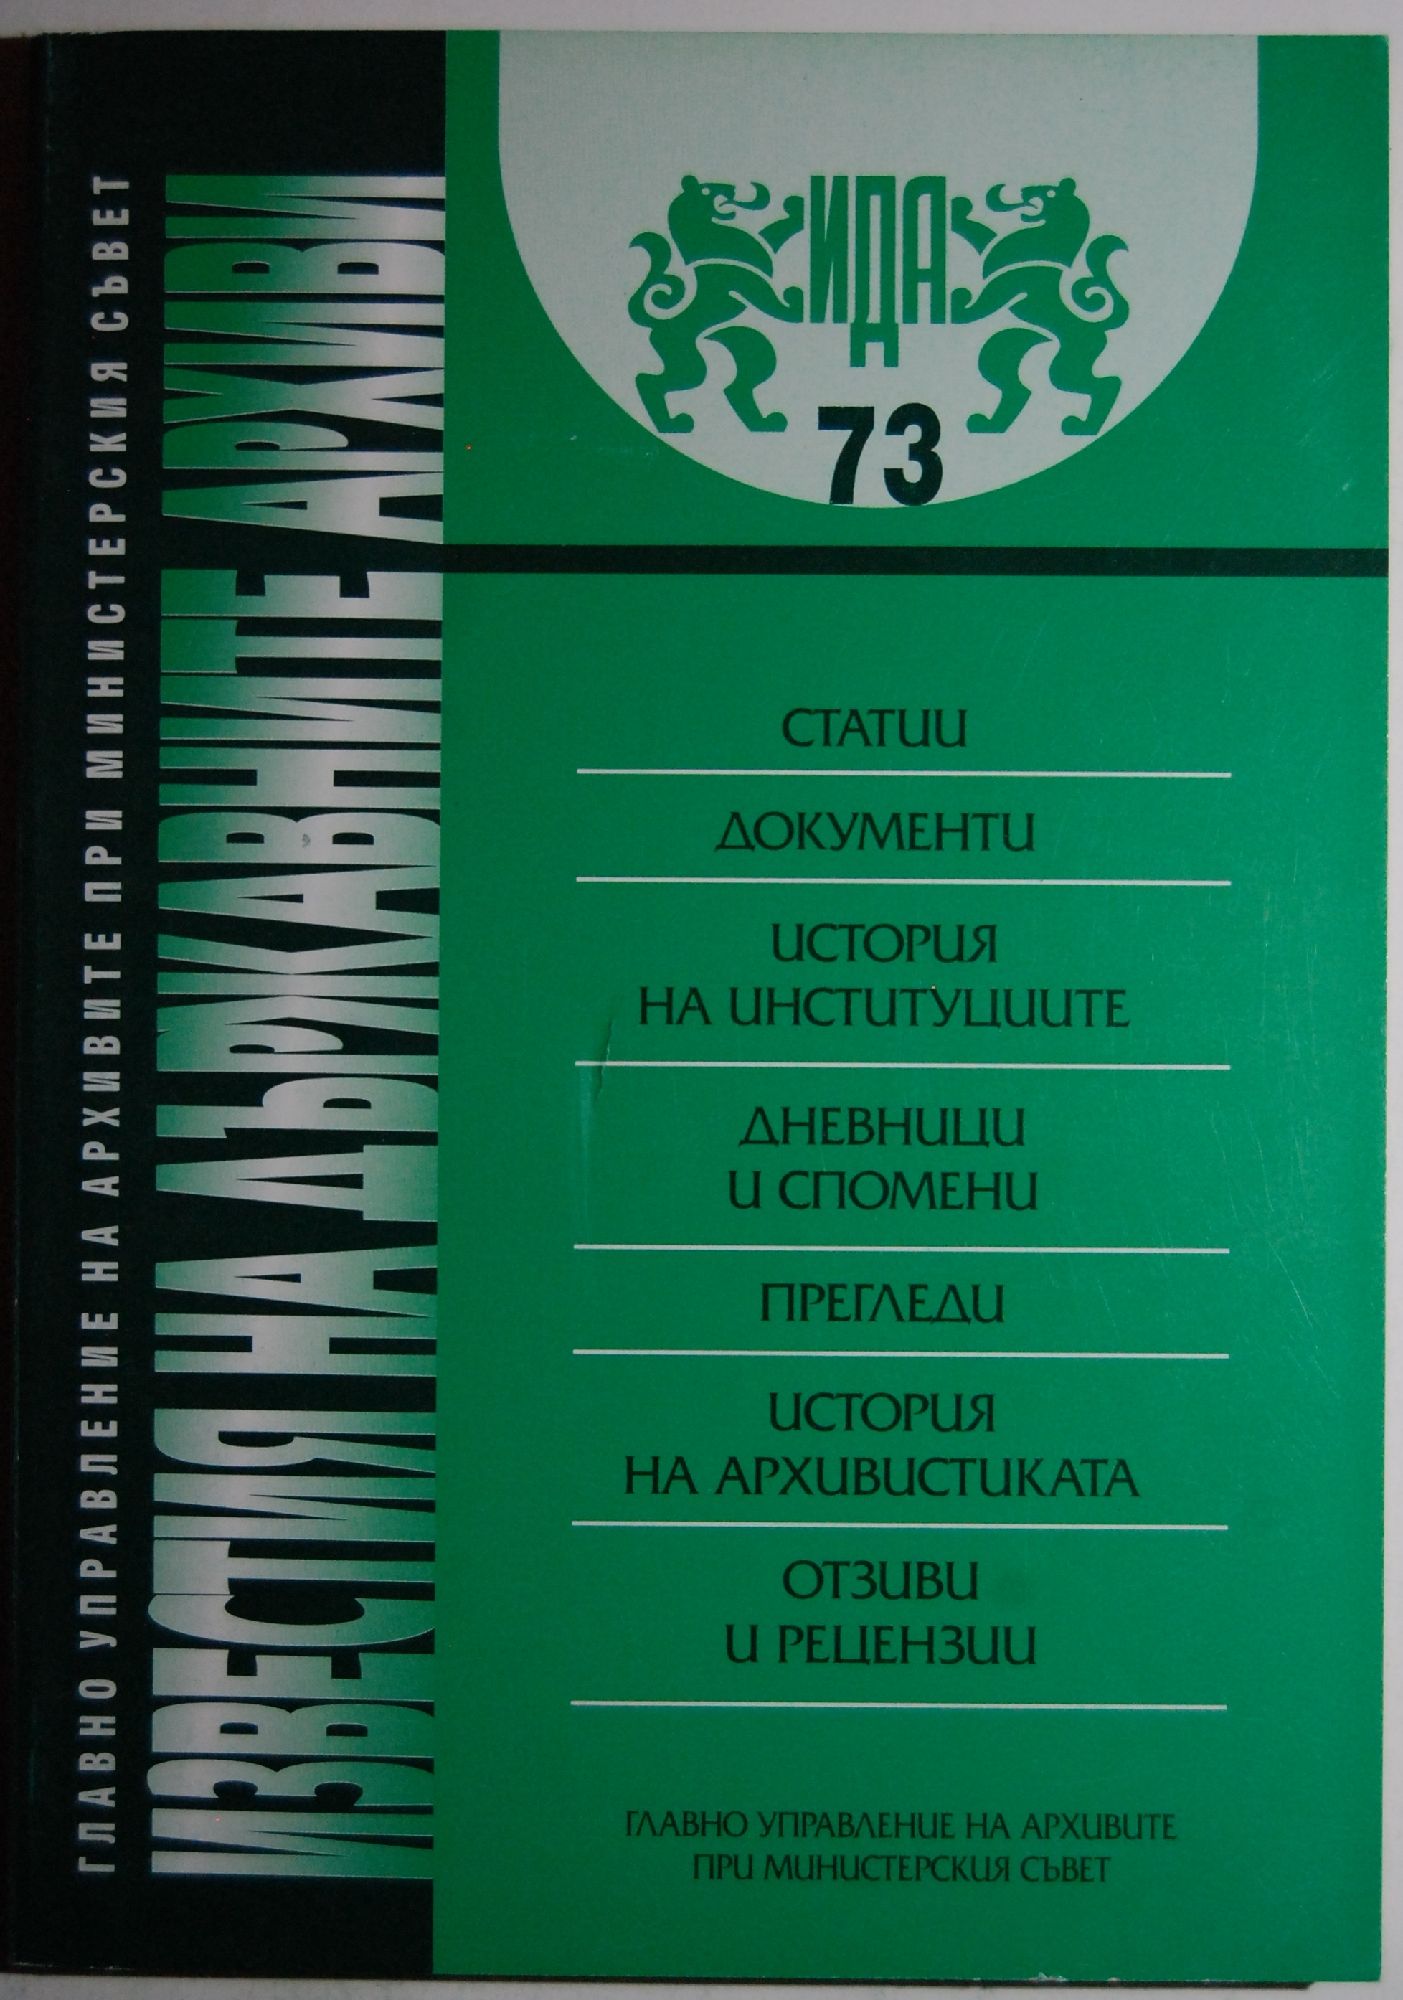 ГЛАВНО УПРАВЛЕНИЕ НА АРХИВИТЕ ПРИ МИНИСТЕРСКИЯ СЪВЕТ
ИЗВЕСТИЯ НА ДЪРЖАВНИТЕ АРХИВИ
ИДА
73
СТАТИИ
ДОКУМЕНТИ
ИСТОРИЯ
НА ИНСТИТУЦИИТЕ
ДНЕВНИЦИ
И СПОМЕНИ
ПРЕГЛЕДИ
ИСТОРИЯ
НА АРХИВИСТИКАТА
ОТЗИВИ
И РЕЦЕНЗИИ
ГЛАВНО УПРАВЛЕНИЕ НА АРХИВИТЕ
ПРИ МИНИСТЕРСКИЯ СЪВЕТ